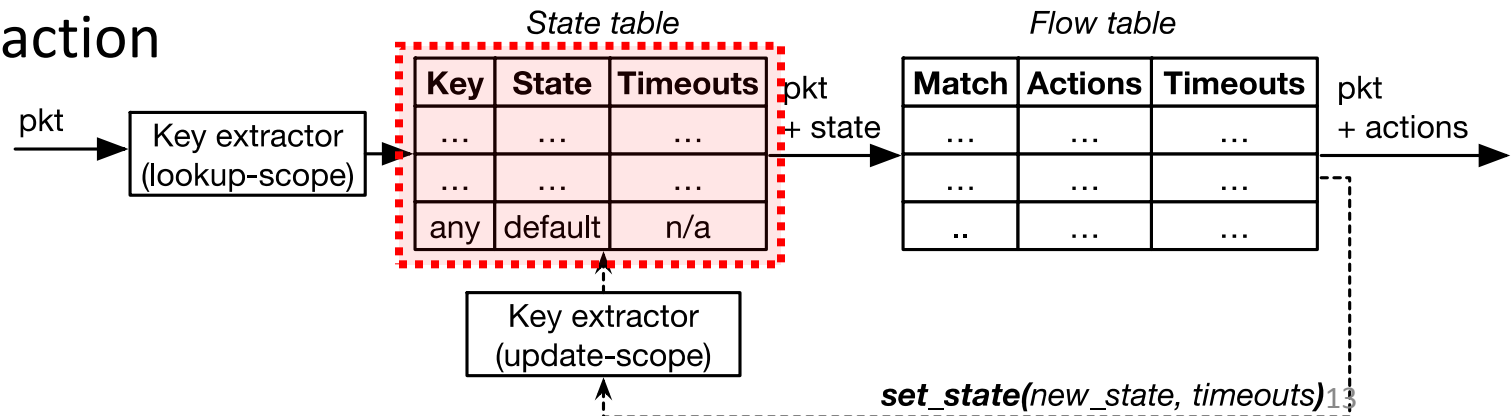 action
State table
Flow table
Key State Timeouts
... ... ...
... ... ...
any default n/a
Match Actions Timeouts
... ... ...
... ... ...
.. ... ...
pkt
Key extractor
(lookup-scope)
pkt
+ state
pkt
+ actions
Key extractor
(update-scope)
set_state(new_state, timeouts)
13